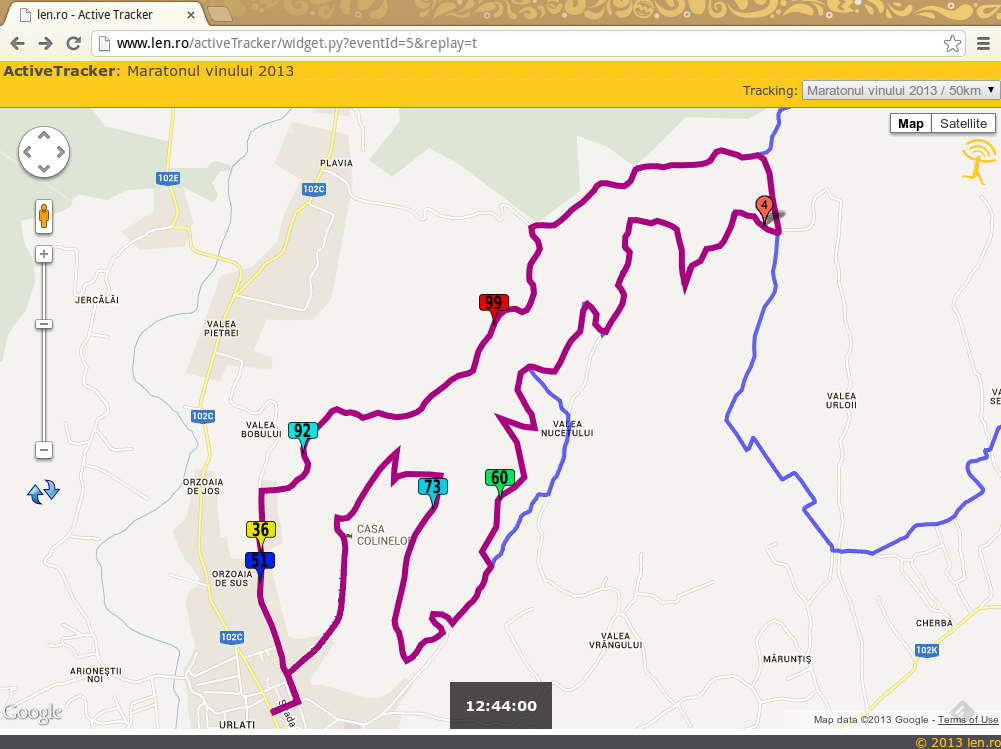 len.ro - Active Tracker
www.len.ro/activeTracker/widget.py?eventId=5&replay=t
ActiveTracker: Maratonul vinului 2013
Tracking: Maratonul vinului 2013 / 50km
Map Satellite
PLAVIA
102E
102C
4
JERCĂLĂI
99
VALEA
PIETREI
VALEA
URLOII
VA
SE
102C
VALEA
BOBULUI
92
VALEA
NUCETULUI
ORZOAIA
DE JOS
73
60
36
CASA
COLINELOR
51
ORZOAIA
DE SUS
102C
CHERBA
VALEA
VRÂNGULUI
102K
MĂRUNȚIȘ
ARIONEȘTII
NOI
Strada
12:44:00
Google
URLATI
Map data ©2013 Google - Terms of Use
© 2013 len.ro